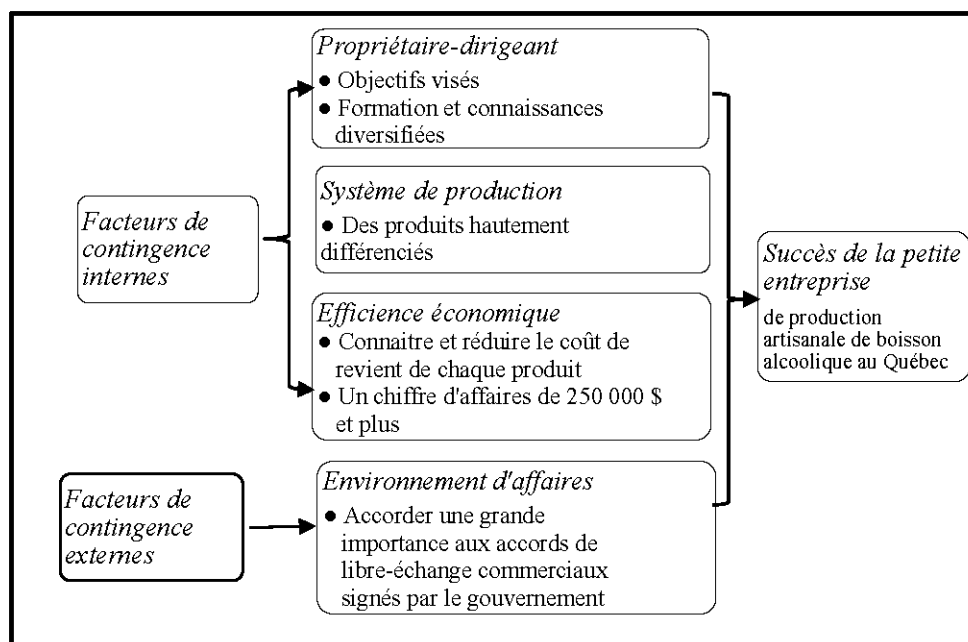 Propriétaire-dirigeant
● Objectifs visés
● Formation et connaissances
diversifiées
Système de production
● Des produits hautement
différenciés
Facteurs de
contingence
internes
Efficience économique
● Connaitre et réduire le coût de
revient de chaque produit
● Un chiffre d'affaires de 250 000 $
et plus
Succès de la petite
entreprise
de production
artisanale de boisson
alcoolique au Québec
Facteurs de
contingence
externes
Environnement d'affaires
● Accorder une grande
importance aux accords de
libre-échange commerciaux
signés par le gouvernement